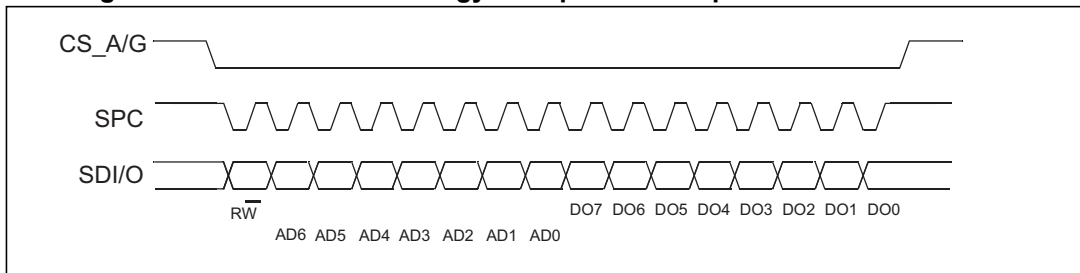 CS_A/G
SPC
SDI/O
RW
DO7 DO6 DO5 DO4 DO3 DO2 DO1 DO0
AD6 AD5 AD4 AD3 AD2 AD1 AD0